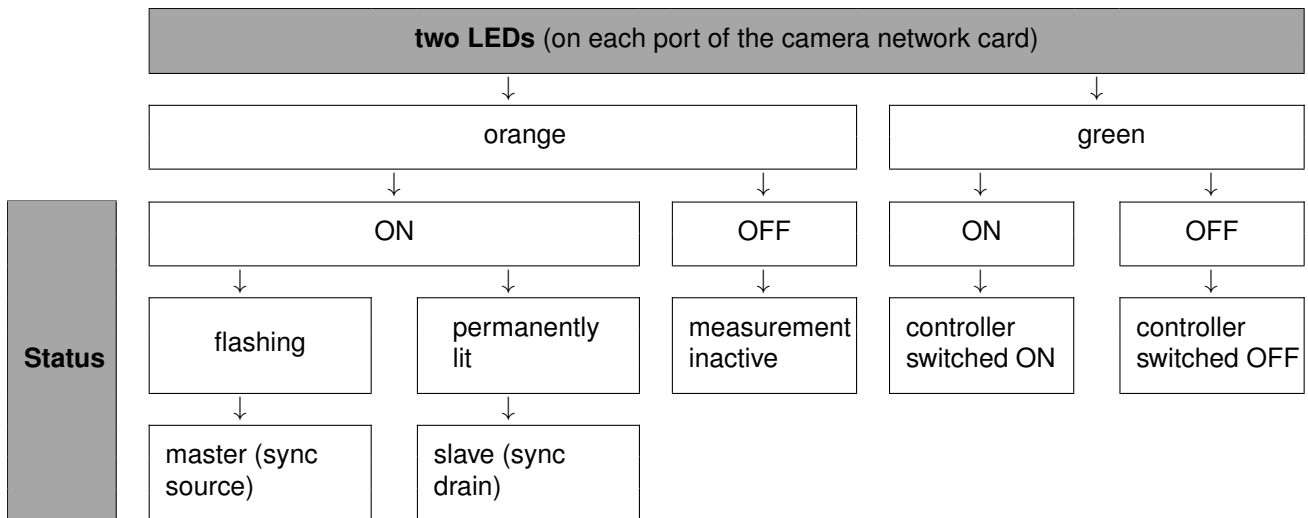 two LEDs (on each port of the camera network card)
↓ ↓
orange green
↓ ↓ ↓ ↓
ON OFF ON OFF
↓ ↓ ↓ ↓ ↓
Status
flashing
permanently
lit
measurement
inactive
controller
switched ON
controller
switched OFF
↓ ↓
master (sync
source)
slave (sync
drain)